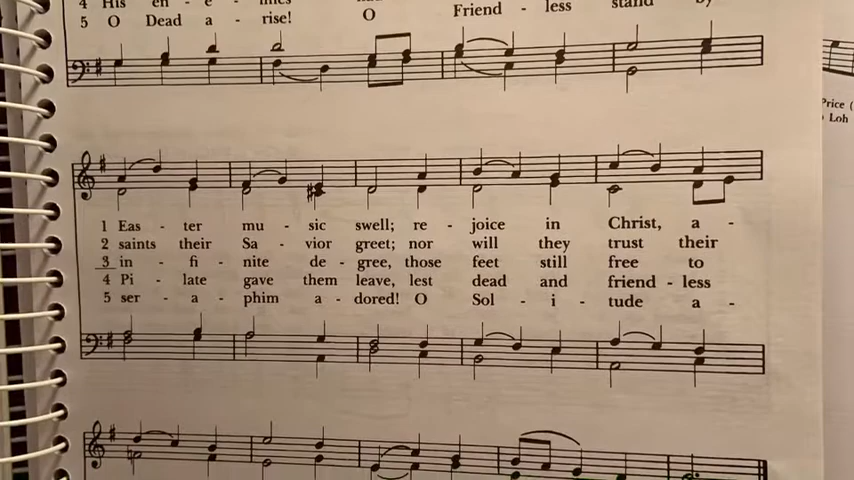 4 His en - e - mies
stand by
5 O Dead a - rise! O Friend - less
Price (
Loh
1 Eas - ter mu - sic swell; re - joice in Christ, a -
2 saints their Sa - vior greet; nor will they trust their
3 in - fi - nite de - gree, those feet still free to
4 Pi - late gave them leave, lest dead and friend - less
5 ser - a - phim a - dored! O Sol - i - tude a -